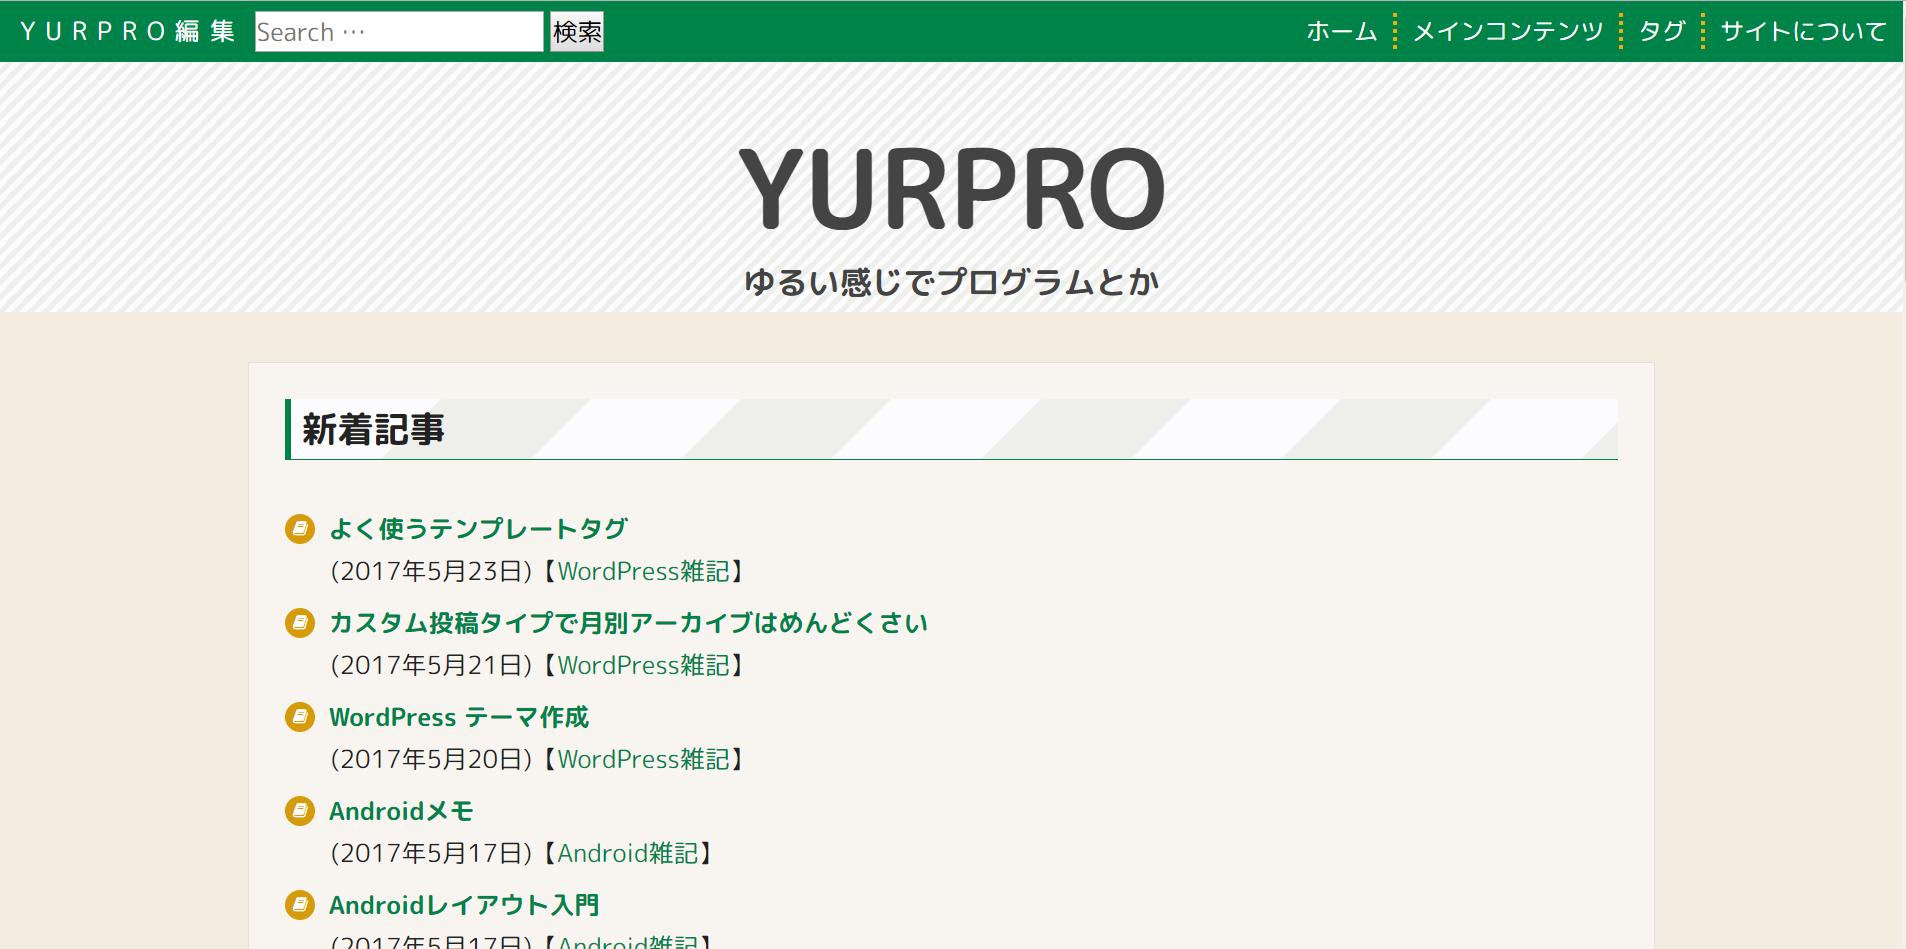 YURPRO編集 Search … 検索 ホーム メインコンテンツ タグ サイトについて
YURPRO
ゆるい感じでプログラムとか
新着記事
よく使うテンプレートタグ
(2017年5月23日)【WordPress雑記】
カスタム投稿タイプで月別アーカイブはめんどくさい
(2017年5月21日)【WordPress雑記】
WordPress テーマ作成
(2017年5月20日)【WordPress雑記】
Androidメモ
(2017年5月17日)【Android雑記】
Androidレイアウト入門
(2017年5月17日)【Android雑記】